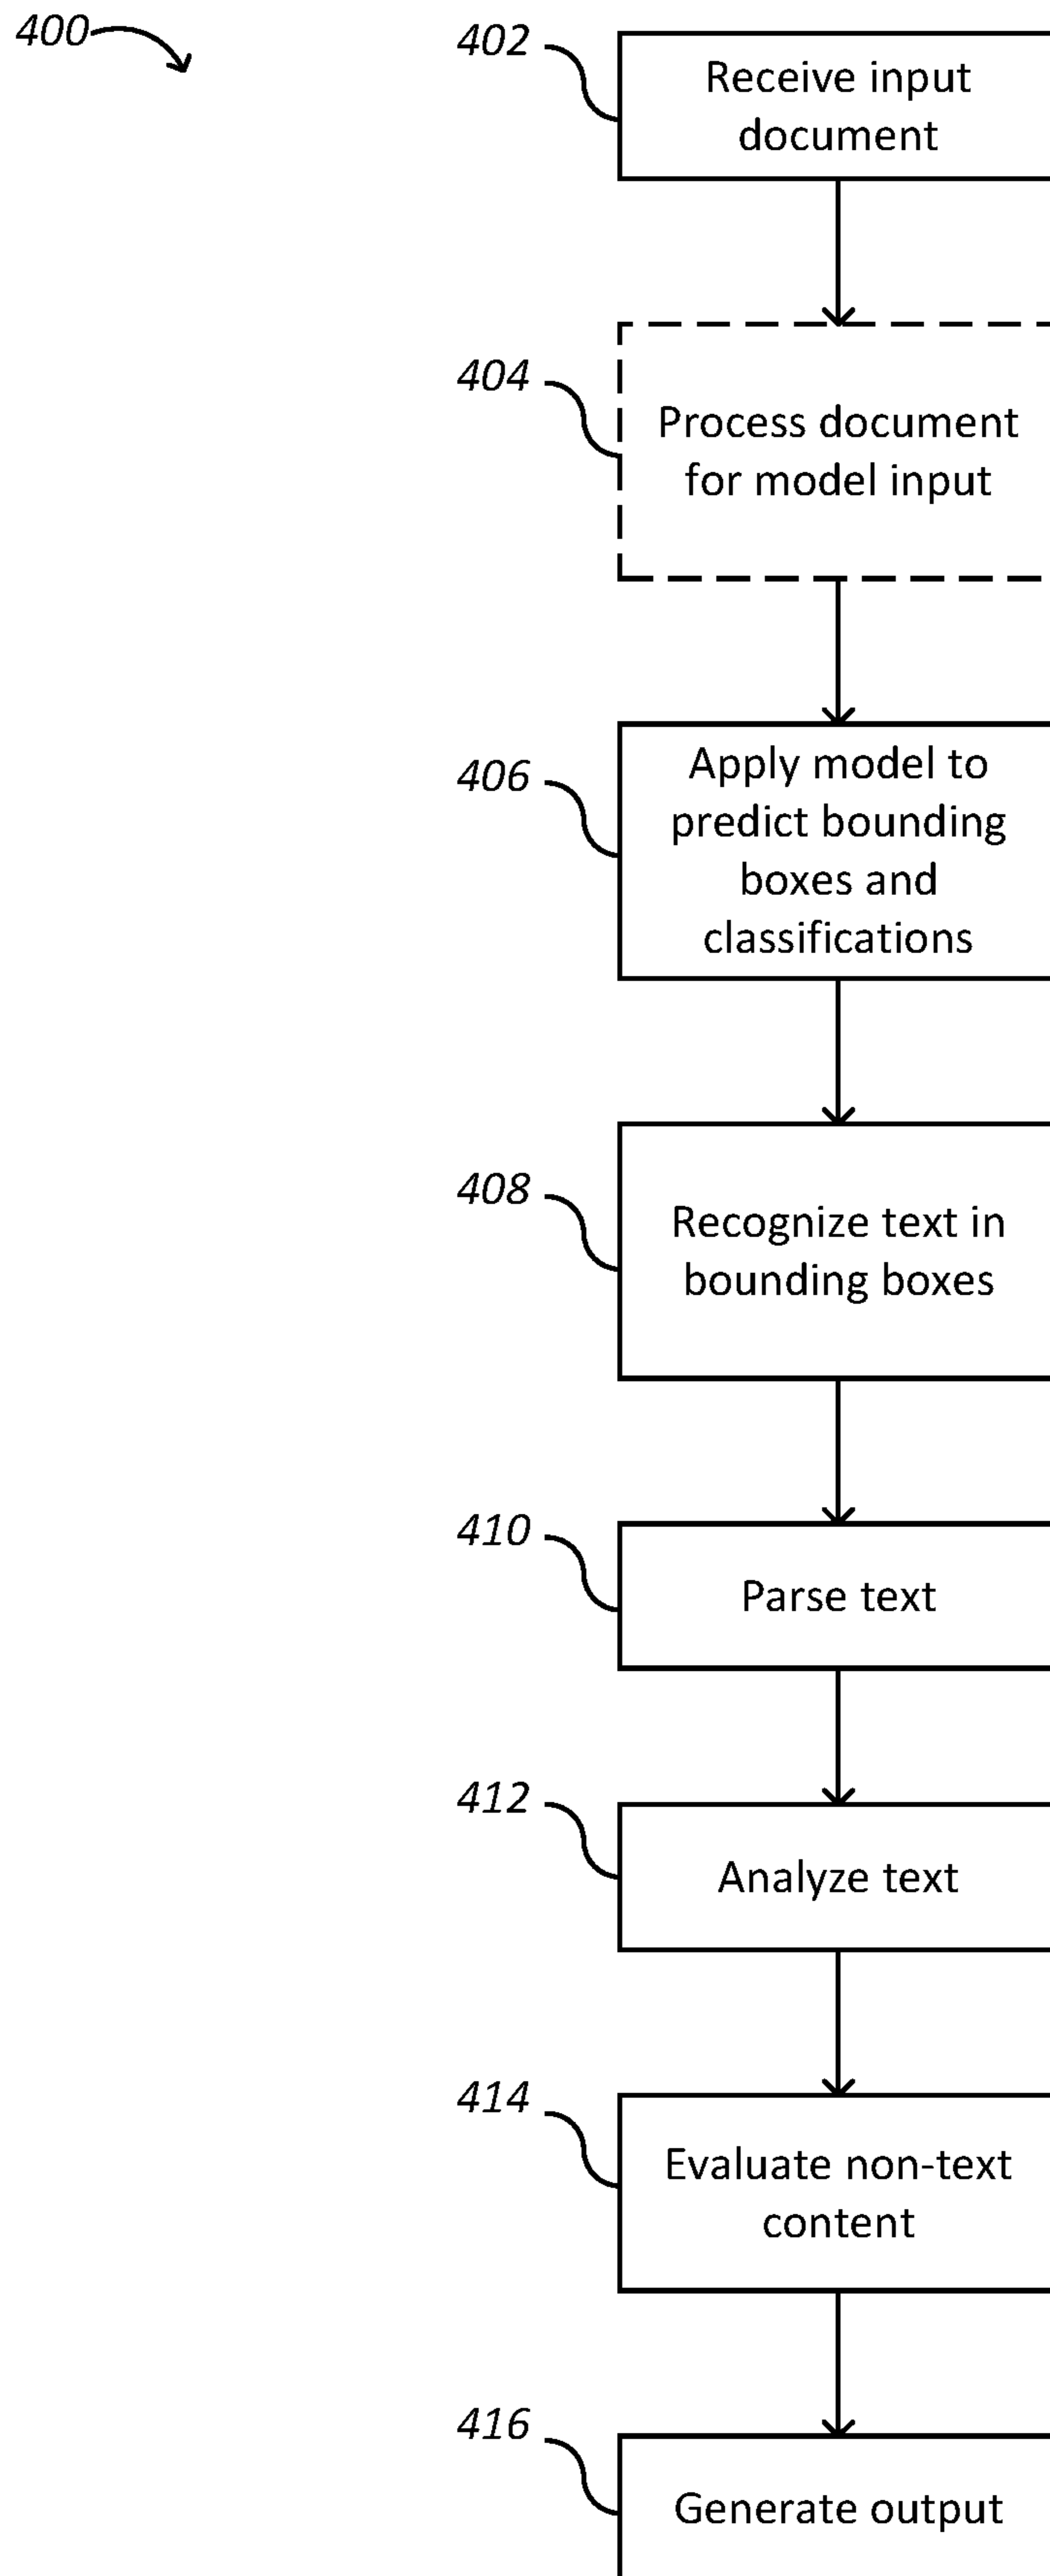 400
402
Receive input
document
404
Process document
for model input
406
Apply model to
predict bounding
boxes and
classifications
408
Recognize text in
bounding boxes
410
Parse text
412
Analyze text
414
Evaluate non-text
content
416
Generate output